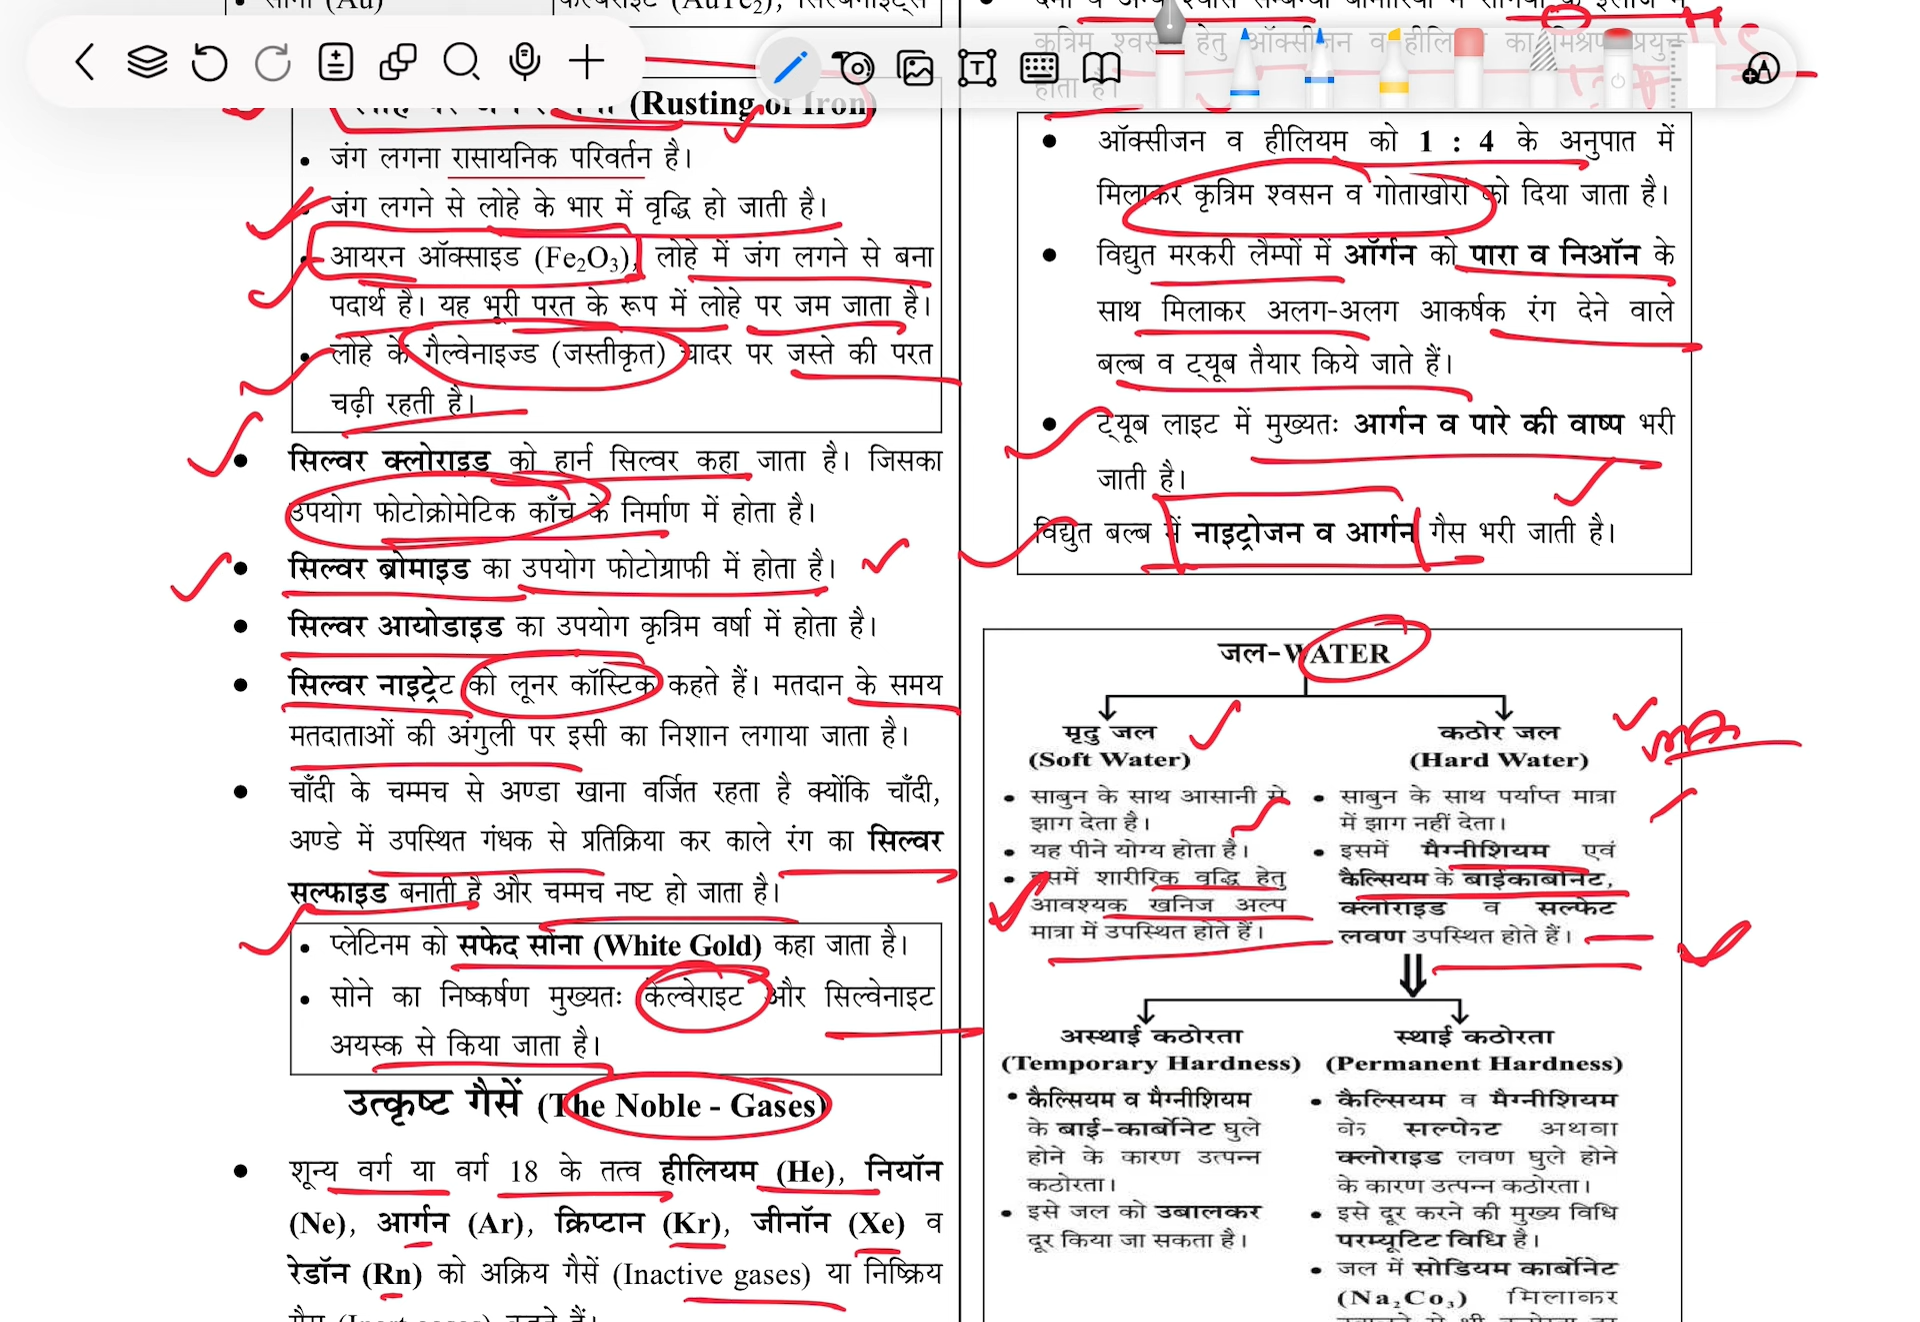 सोना (Au)
(AuTe₂),
(Rusting of Iron)
• जंग लगना रासायनिक परिवर्तन है।
• जंग लगने से लोहे के भार में वृद्धि हो जाती है।
• आयरन ऑक्साइड (Fe₂O₃), लोहे में जंग लगने से बना
पदार्थ है। यह भूरी परत के रूप में लोहे पर जम जाता है।
• लोहे के गैल्वेनाइज्ड (जस्तीकृत) चादर पर जस्ते की परत
चढ़ी रहती है।
• सिल्वर क्लोराइड को हार्न सिल्वर कहा जाता है। जिसका
उपयोग फोटोक्रोमेटिक काँच के निर्माण में होता है।
• सिल्वर ब्रोमाइड का उपयोग फोटोग्राफी में होता है।
• सिल्वर आयोडाइड का उपयोग कृत्रिम वर्षा में होता है।
• सिल्वर नाइट्रेट को लूनर कॉस्टिक कहते हैं। मतदान के समय
मतदाताओं की अंगुली पर इसी का निशान लगाया जाता है।
• चाँदी के चम्मच से अण्डा खाना वर्जित रहता है क्योंकि चाँदी,
अण्डे में उपस्थित गंधक से प्रतिक्रिया कर काले रंग का सिल्वर
सल्फाइड बनाती है और चम्मच नष्ट हो जाता है।
• प्लेटिनम को सफेद सोना (White Gold) कहा जाता है।
• सोने का निष्कर्षण मुख्यतः केल्वेराइट और सिल्वेनाइट
अयस्क से किया जाता है।
उत्कृष्ट गैसें (The Noble - Gases)
• शून्य वर्ग या वर्ग 18 के तत्व हीलियम (He), नियॉन
(Ne), आर्गन (Ar), क्रिप्टान (Kr), जीनॉन (Xe) व
रेडॉन (Rn) को अक्रिय गैसें (Inactive gases) या निष्क्रिय
कृत्रिम श्वसन हेतु ऑक्सीजन व हीलियम का मिश्रण प्रयुक्त
होता है।
• ऑक्सीजन व हीलियम को 1 : 4 के अनुपात में
मिलाकर कृत्रिम श्वसन व गोताखोरों को दिया जाता है।
• विद्युत मरकरी लैम्पों में ऑर्गन को पारा व निऑन के
साथ मिलाकर अलग-अलग आकर्षक रंग देने वाले
बल्ब व ट्यूब तैयार किये जाते हैं।
• ट्यूब लाइट में मुख्यतः आर्गन व पारे की वाष्प भरी
जाती है।
विद्युत बल्ब में नाइट्रोजन व आर्गन गैस भरी जाती है।
जल-WATER
मृदु जल
(Soft Water)
• साबुन के साथ आसानी से
झाग देता है।
• यह पीने योग्य होता है।
• इसमें शारीरिक वृद्धि हेतु
आवश्यक खनिज अल्प
मात्रा में उपस्थित होते हैं।
कठोर जल
(Hard Water)
• साबुन के साथ पर्याप्त मात्रा
में झाग नहीं देता।
• इसमें मैग्नीशियम एवं
कैल्सियम के बाईकार्बोनेट,
क्लोराइड व सल्फेट
लवण उपस्थित होते हैं।
अस्थाई कठोरता
(Temporary Hardness)
• कैल्सियम व मैग्नीशियम
के बाई-कार्बोनेट घुले
होने के कारण उत्पन्न
कठोरता।
• इसे जल को उबालकर
दूर किया जा सकता है।
स्थाई कठोरता
(Permanent Hardness)
• कैल्सियम व मैग्नीशियम
के सल्फेट अथवा
क्लोराइड लवण घुले होने
के कारण उत्पन्न कठोरता।
• इसे दूर करने की मुख्य विधि
परम्यूटिट विधि है।
• जल में सोडियम कार्बोनेट
(Na₂Co₃) मिलाकर